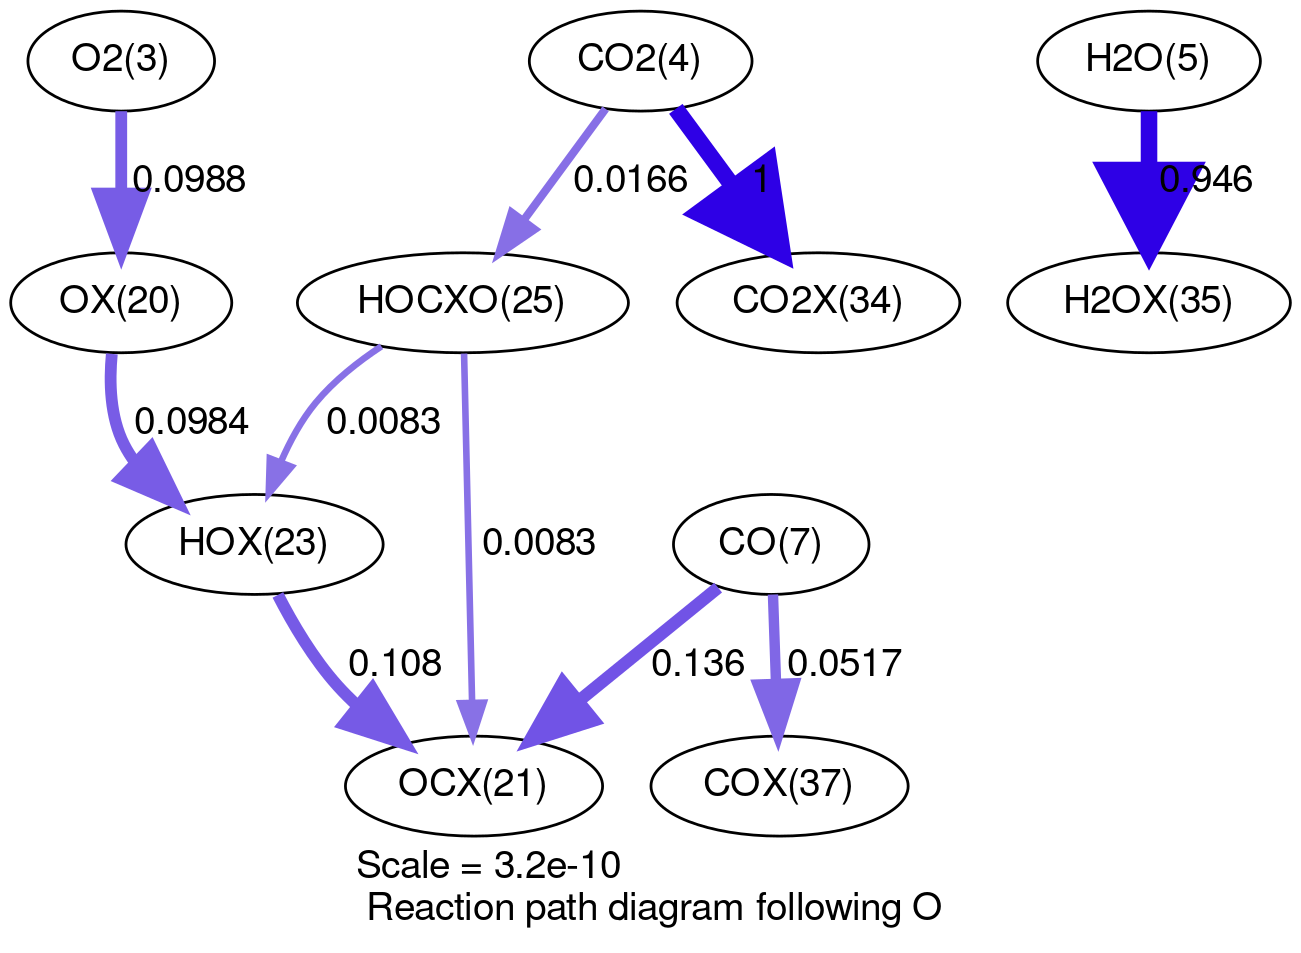 O2(3)
CO2(4)
H2O(5)
0.0988
0.0166
1
0.946
OX(20)
HOCXO(25)
CO2X(34)
H2OX(35)
0.0984
0.0083
HOX(23)
0.0083
CO(7)
0.108
0.136
0.0517
OCX(21)
COX(37)
Scale = 3.2e-10
Reaction path diagram following O